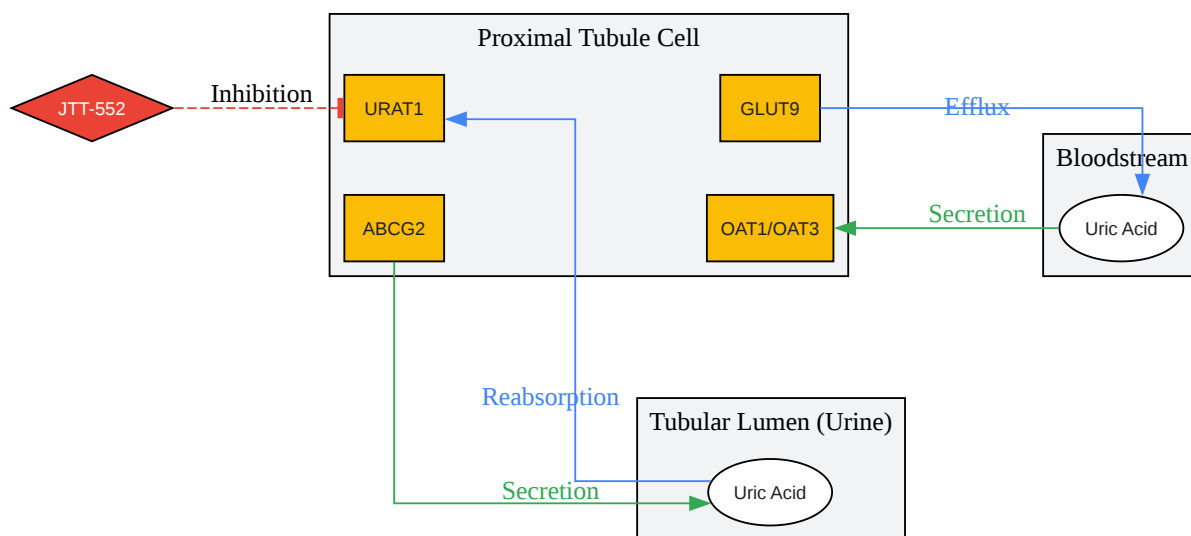 Proximal Tubule Cell
JTT-552
Inhibition
URAT1
GLUT9
Efflux
Bloodstream
ABCG2
OAT1/OAT3
Secretion
Uric Acid
Reabsorption
Tubular Lumen (Urine)
Secretion
Uric Acid